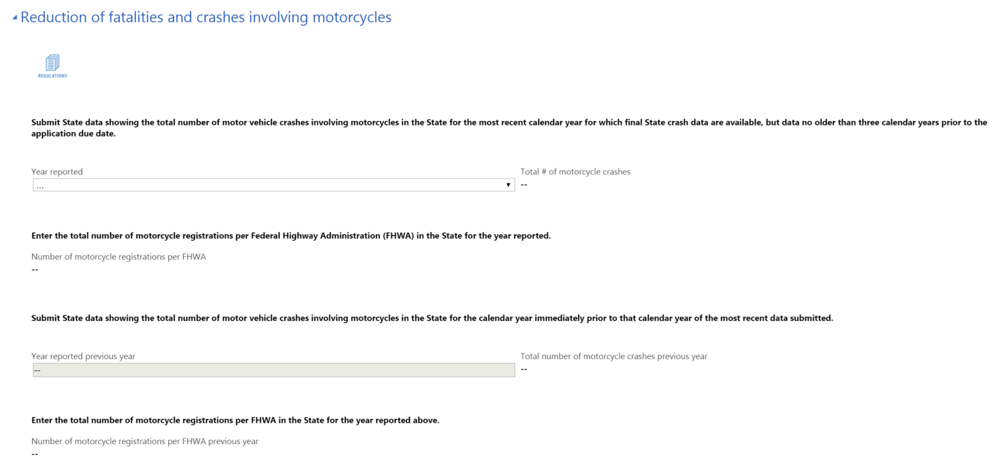 Reduction of fatalities and crashes involving motorcycles
REGULATIONS
Submit State data showing the total number of motor vehicle crashes involving motorcycles in the State for the most recent calendar year for which final State crash data are available, but data no older than three calendar years prior to the
application due date.
Year reported
Total # of motorcycle crashes
...
--
Enter the total number of motorcycle registrations per Federal Highway Administration (FHWA) in the State for the year reported.
Number of motorcycle registrations per FHWA
--
Submit State data showing the total number of motor vehicle crashes involving motorcycles in the State for the calendar year immediately prior to that calendar year of the most recent data submitted.
Year reported previous year
Total number of motorcycle crashes previous year
--
--
Enter the total number of motorcycle registrations per FHWA in the State for the year reported above.
Number of motorcycle registrations per FHWA previous year
--